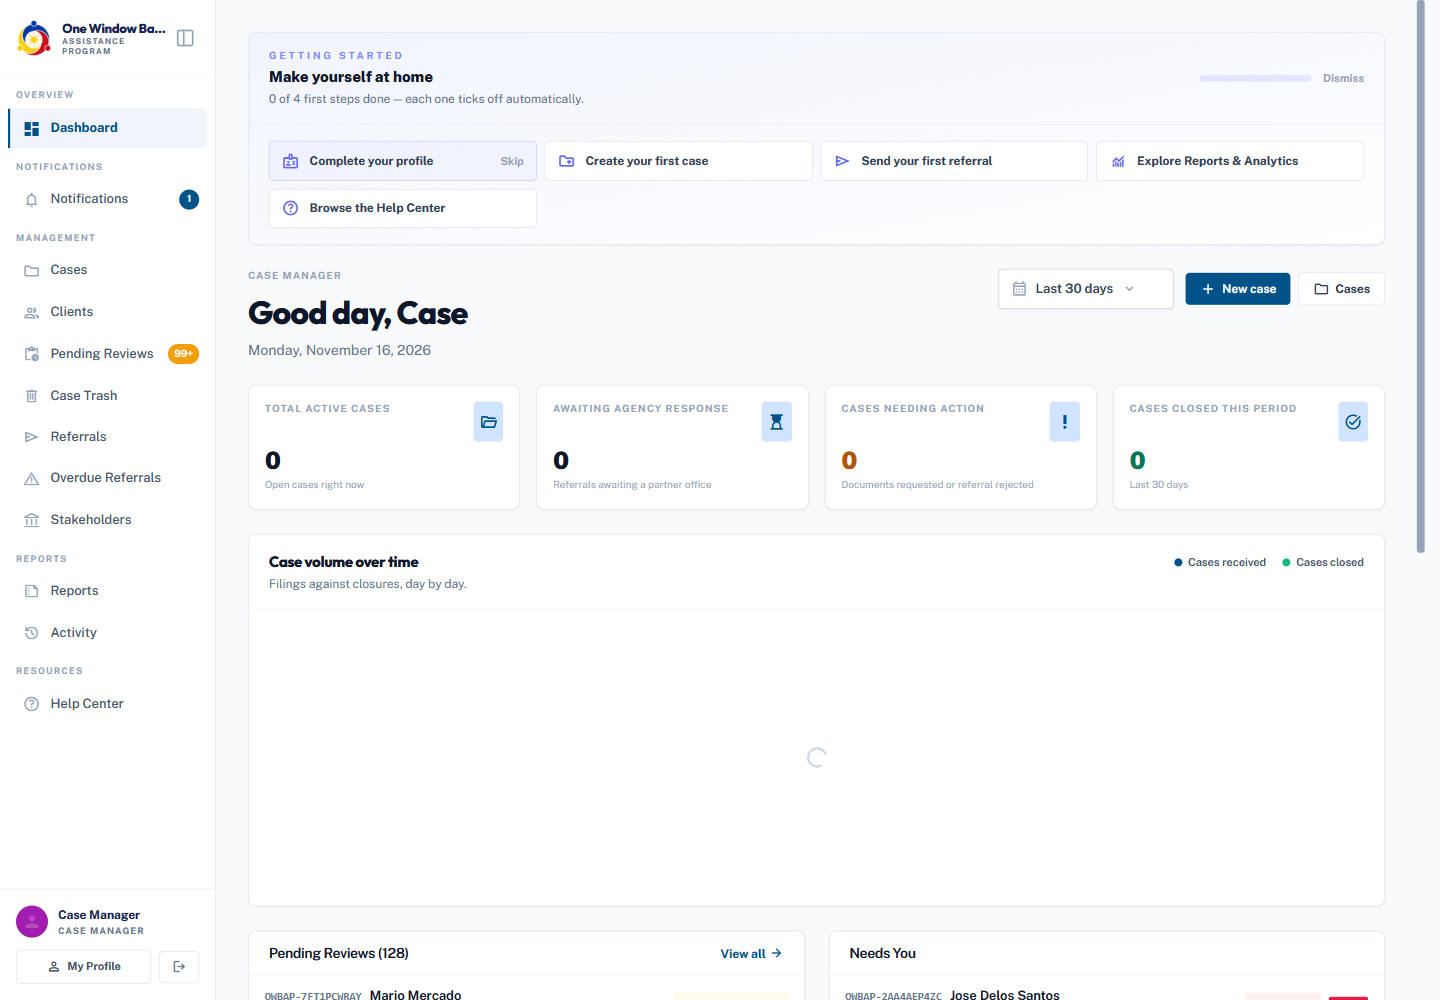 One Window Ba...
ASSISTANCE
PROGRAM
OVERVIEW
Dashboard
NOTIFICATIONS
Notifications
1
MANAGEMENT
Cases
Clients
Pending Reviews
99+
Case Trash
Referrals
Overdue Referrals
Stakeholders
REPORTS
Reports
Activity
RESOURCES
Help Center
Case Manager
CASE MANAGER
My Profile
GETTING STARTED
Make yourself at home
0 of 4 first steps done — each one ticks off automatically.
Dismiss
Complete your profile
Skip
Create your first case
Send your first referral
Explore Reports & Analytics
Browse the Help Center
CASE MANAGER
Good day, Case
Monday, November 16, 2026
Last 30 days
New case
Cases
TOTAL ACTIVE CASES
0
Open cases right now
AWAITING AGENCY RESPONSE
0
Referrals awaiting a partner office
CASES NEEDING ACTION
0
Documents requested or referral rejected
CASES CLOSED THIS PERIOD
0
Last 30 days
Case volume over time
Filings against closures, day by day.
Cases received
Cases closed
Pending Reviews (128)
View all
OWBAP-7FT1PCWRAY Mario Mercado
Needs You
OWBAP-2AA4AEP4ZC Jose Delos Santos